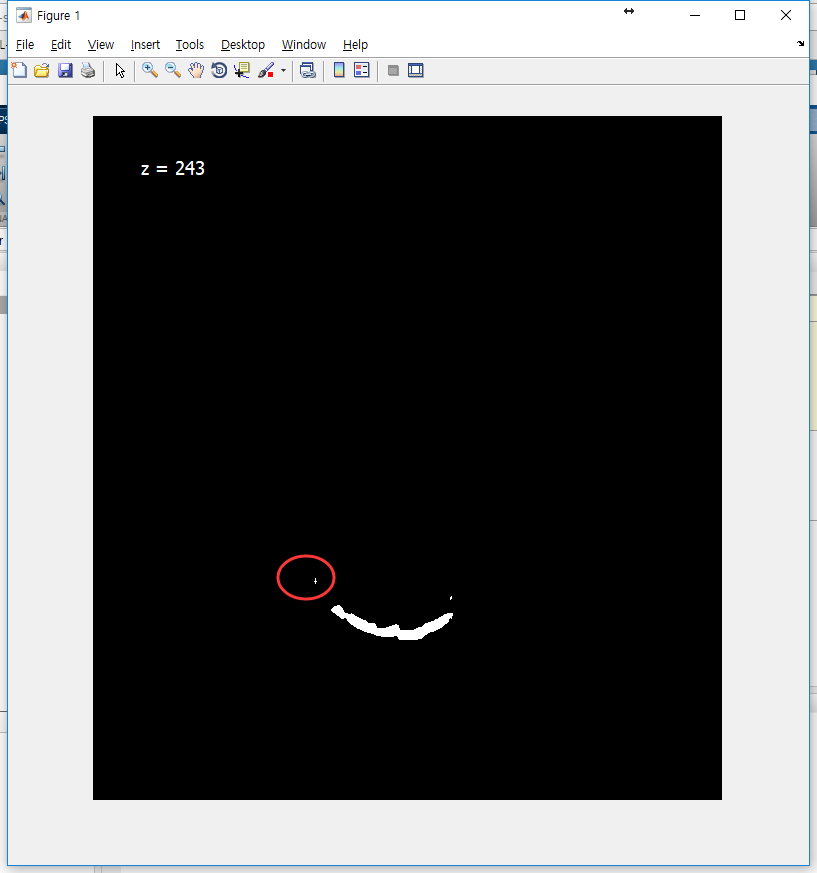 Figure 1
File Edit View Insert Tools Desktop Window Help
z = 243